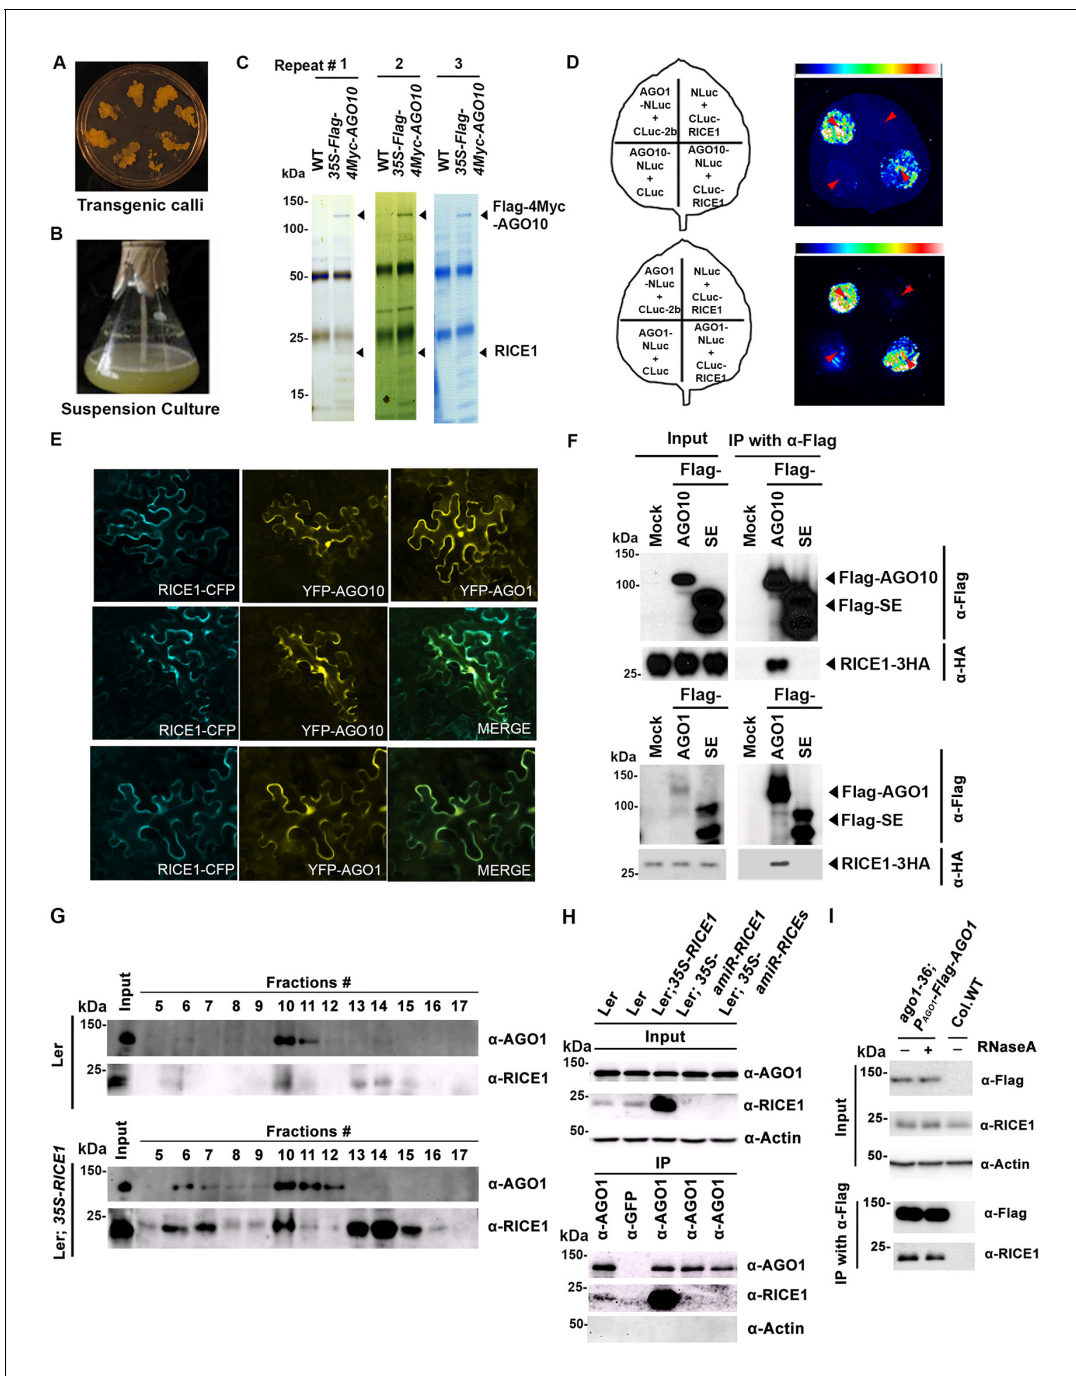 A
Transgenic calli
B
Suspension Culture
C
Repeat # 1 2 3
WT
35S-Flag-
4Myc-AGO10
WT
35S-Flag-
4Myc-AGO10
WT
35S-Flag-
4Myc-AGO10
kDa
150-
100-
50-
25-
15-
Flag-4Myc
-AGO10
RICE1
D
AGO1
-NLuc
+
CLuc-2b
NLuc
+
CLuc-
RICE1
AGO10-
NLuc
+
CLuc
AGO10-
NLuc
+
CLuc-
RICE1
AGO1
-NLuc
+
CLuc-2b
NLuc
+
CLuc-
RICE1
AGO1-
NLuc
+
CLuc
AGO1-
NLuc
+
CLuc-
RICE1
E
RICE1-CFP
YFP-AGO10
YFP-AGO1
RICE1-CFP
YFP-AGO10
MERGE
RICE1-CFP
YFP-AGO1
MERGE
F
Input
IP with α-Flag
Flag-
Flag-
Mock
AGO10
SE
Mock
AGO10
SE
kDa
150-
100-
25-
Flag-AGO10
Flag-SE
RICE1-3HA
α-Flag
α-HA
Flag-
Flag-
Mock
AGO1
SE
Mock
AGO1
SE
kDa
150-
100-
25-
Flag-AGO1
Flag-SE
RICE1-3HA
α-Flag
α-HA
G
Ler
Fractions #
kDa
Input
5 6 7 8 9 10 11 12 13 14 15 16 17
150-
α-AGO1
25-
α-RICE1
Ler; 35S-RICE1
Fractions #
kDa
Input
5 6 7 8 9 10 11 12 13 14 15 16 17
150-
α-AGO1
25-
α-RICE1
H
Ler
Ler
Ler;35S-RICE1
Ler; 35S-
amiR-RICE1
Ler; 35S-
amiR-RICEs
Input
kDa
150-
α-AGO1
25-
α-RICE1
50-
α-Actin
IP
α-AGO1
α-GFP
α-AGO1
α-AGO1
α-AGO1
kDa
150-
α-AGO1
25-
α-RICE1
50-
α-Actin
I
ago1-36;
PAGO1-Flag-AGO1
Col.WT
kDa
– + – RNaseA
Input
150-
α-Flag
25-
α-RICE1
50-
α-Actin
IP with α-Flag
150-
α-Flag
25-
α-RICE1